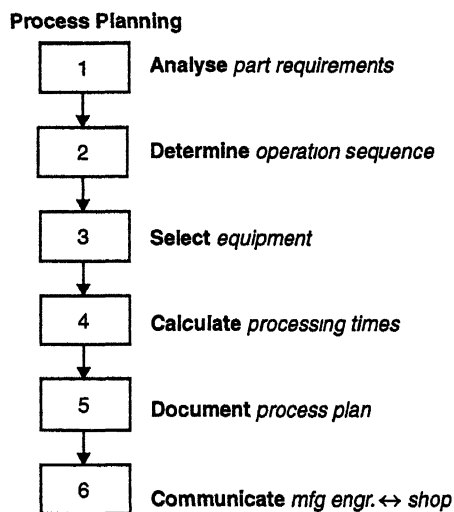 Process Planning
1 Analyse part requirements
2 Determine operation sequence
3 Select equipment
4 Calculate processing times
5 Document process plan
6 Communicate mfg engr. ↔ shop